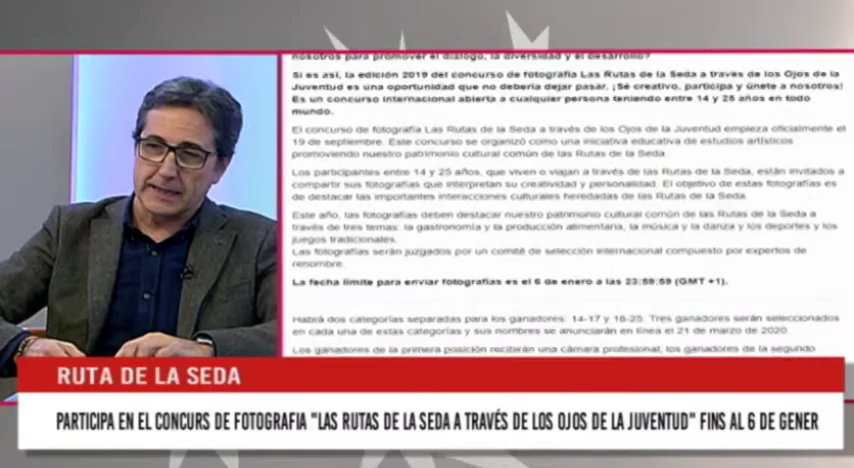 nosotros para promover el diálogo, la diversidad y el desarrollo?
Si es así, la edición 2019 del concurso de fotografía Las Rutas de la Seda a través de los Ojos de la
Juventud es una oportunidad que no debería dejar pasar. ¡Sé creativo, participa y únete a nosotros!
Es un concurso internacional abierta a cualquier persona teniendo entre 14 y 25 años en todo
mundo.
El concurso de fotografía Las Rutas de la Seda a través de los Ojos de la Juventud empieza oficialmente el
19 de septiembre. Este concurso se organizó como una iniciativa educativa de estudios artísticos
promoviendo nuestro patrimonio cultural común de las Rutas de la Seda.
Los participantes entre 14 y 25 años, que viven o viajan a través de las Rutas de la Seda, están invitados a
compartir sus fotografías que interpretan su creatividad y personalidad. El objetivo de estas fotografías es
de destacar las importantes interacciones culturales heredadas de las Rutas de la Seda.
Este año, las fotografías deben destacar nuestro patrimonio cultural común de las Rutas de la Seda a
través de tres temas: la gastronomía y la producción alimentaria, la música y la danza y los deportes y los
juegos tradicionales.
Las fotografías serán juzgados por un comité de selección internacional compuesto por expertos de
renombre.
La fecha límite para enviar fotografías es el 6 de enero a las 23:59:59 (GMT +1).
Habrá dos categorías separadas para los ganadores: 14-17 y 18-25. Tres ganadores serán seleccionados
en cada una de estas categorías y sus nombres se anunciarán en línea el 21 de marzo de 2020.
Los ganadores de la primera posición recibirán una cámara profesional; los ganadores de la segundo
RUTA DE LA SEDA
PARTICIPA EN EL CONCURS DE FOTOGRAFIA "LAS RUTAS DE LA SEDA A TRAVÉS DE LOS OJOS DE LA JUVENTUD" FINS AL 6 DE GENER